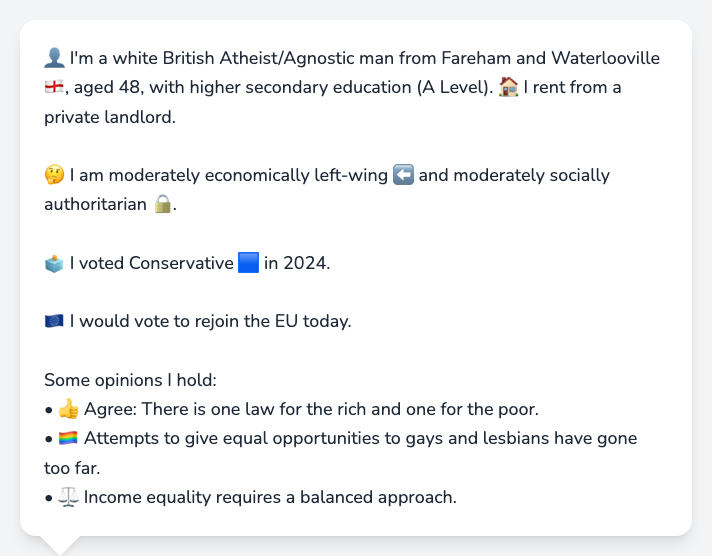 👤 I'm a white British Atheist/Agnostic man from Fareham and Waterlooville
🏴󠁧󠁢󠁥󠁮󠁧󠁿, aged 48, with higher secondary education (A Level). 🏠 I rent from a
private landlord.
🤔 I am moderately economically left-wing ⬅️ and moderately socially
authoritarian 🔒.
🗳️ I voted Conservative 🟦 in 2024.
🇪🇺 I would vote to rejoin the EU today.
Some opinions I hold:
• 👍 Agree: There is one law for the rich and one for the poor.
• 🏳️‍🌈 Attempts to give equal opportunities to gays and lesbians have gone
too far.
• ⚖️ Income equality requires a balanced approach.